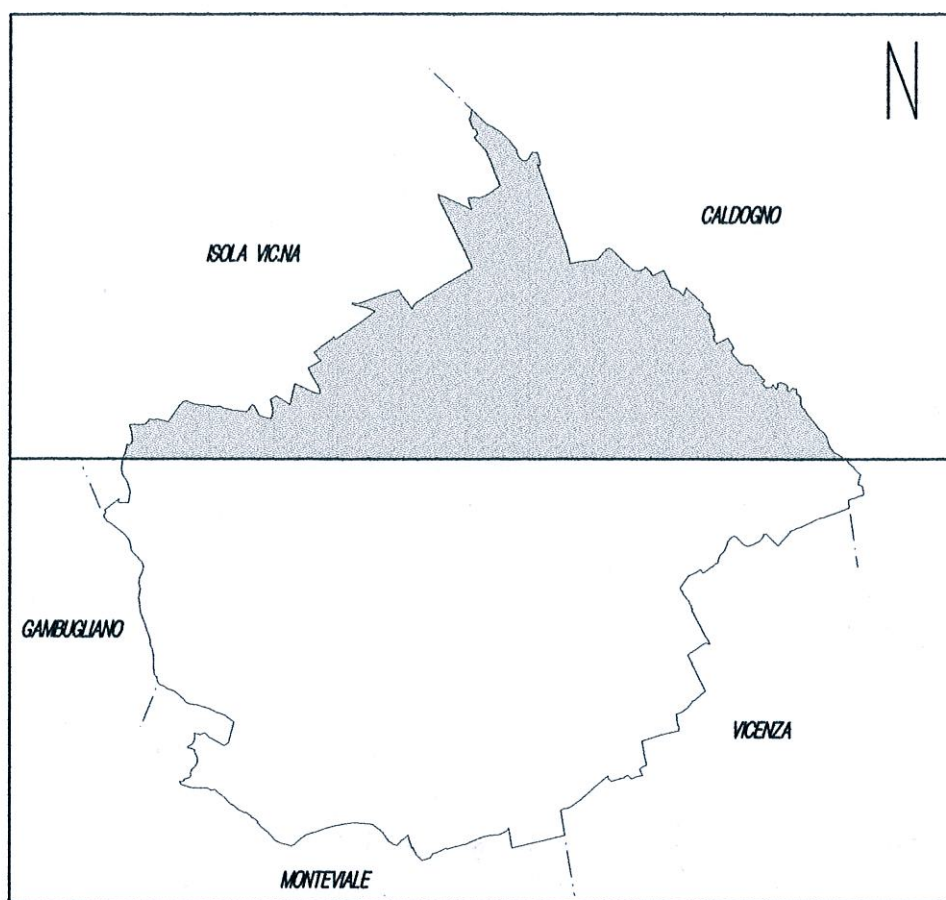 N
CALDOGNO
ISOLA VIC.NA
GAMBUGLIANO
VICENZA
MONTEVIALE